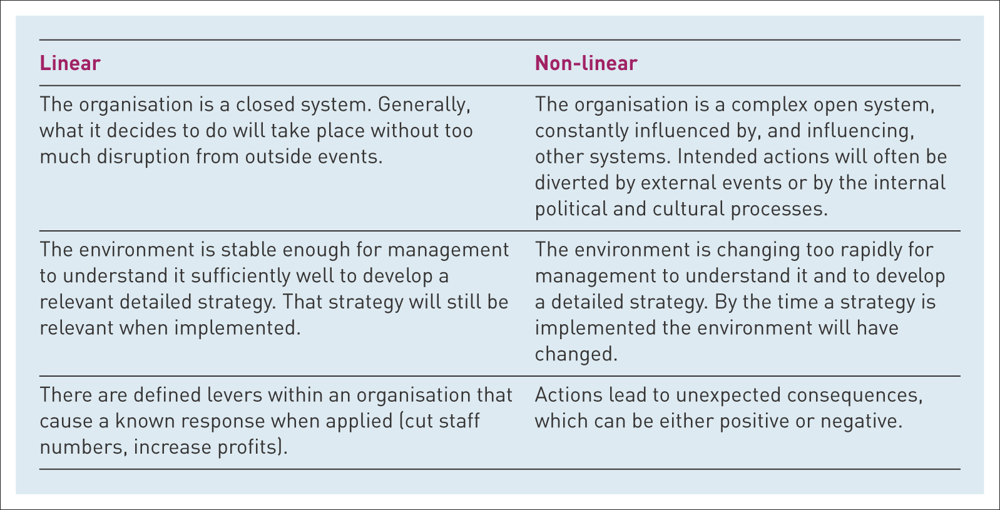 Linear
Non-linear
The organisation is a closed system. Generally,
what it decides to do will take place without too
much disruption from outside events.
The organisation is a complex open system,
constantly influenced by, and influencing,
other systems. Intended actions will often be
diverted by external events or by the internal
political and cultural processes.
The environment is stable enough for management
to understand it sufficiently well to develop a
relevant detailed strategy. That strategy will still be
relevant when implemented.
The environment is changing too rapidly for
management to understand it and to develop
a detailed strategy. By the time a strategy is
implemented the environment will have
changed.
There are defined levers within an organisation that
cause a known response when applied (cut staff
numbers, increase profits).
Actions lead to unexpected consequences,
which can be either positive or negative.